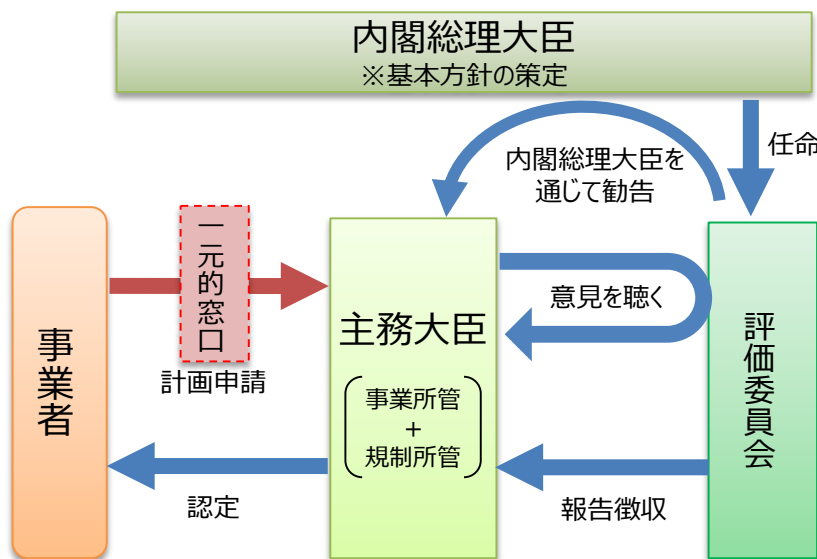 内閣総理大臣
※基本方針の策定
任命
内閣総理大臣を
通じて勧告
一元的窓口
計画申請
事業者
主務大臣
事業所管
+
規制所管
意見を聴く
評価委員会
認定
報告徴収